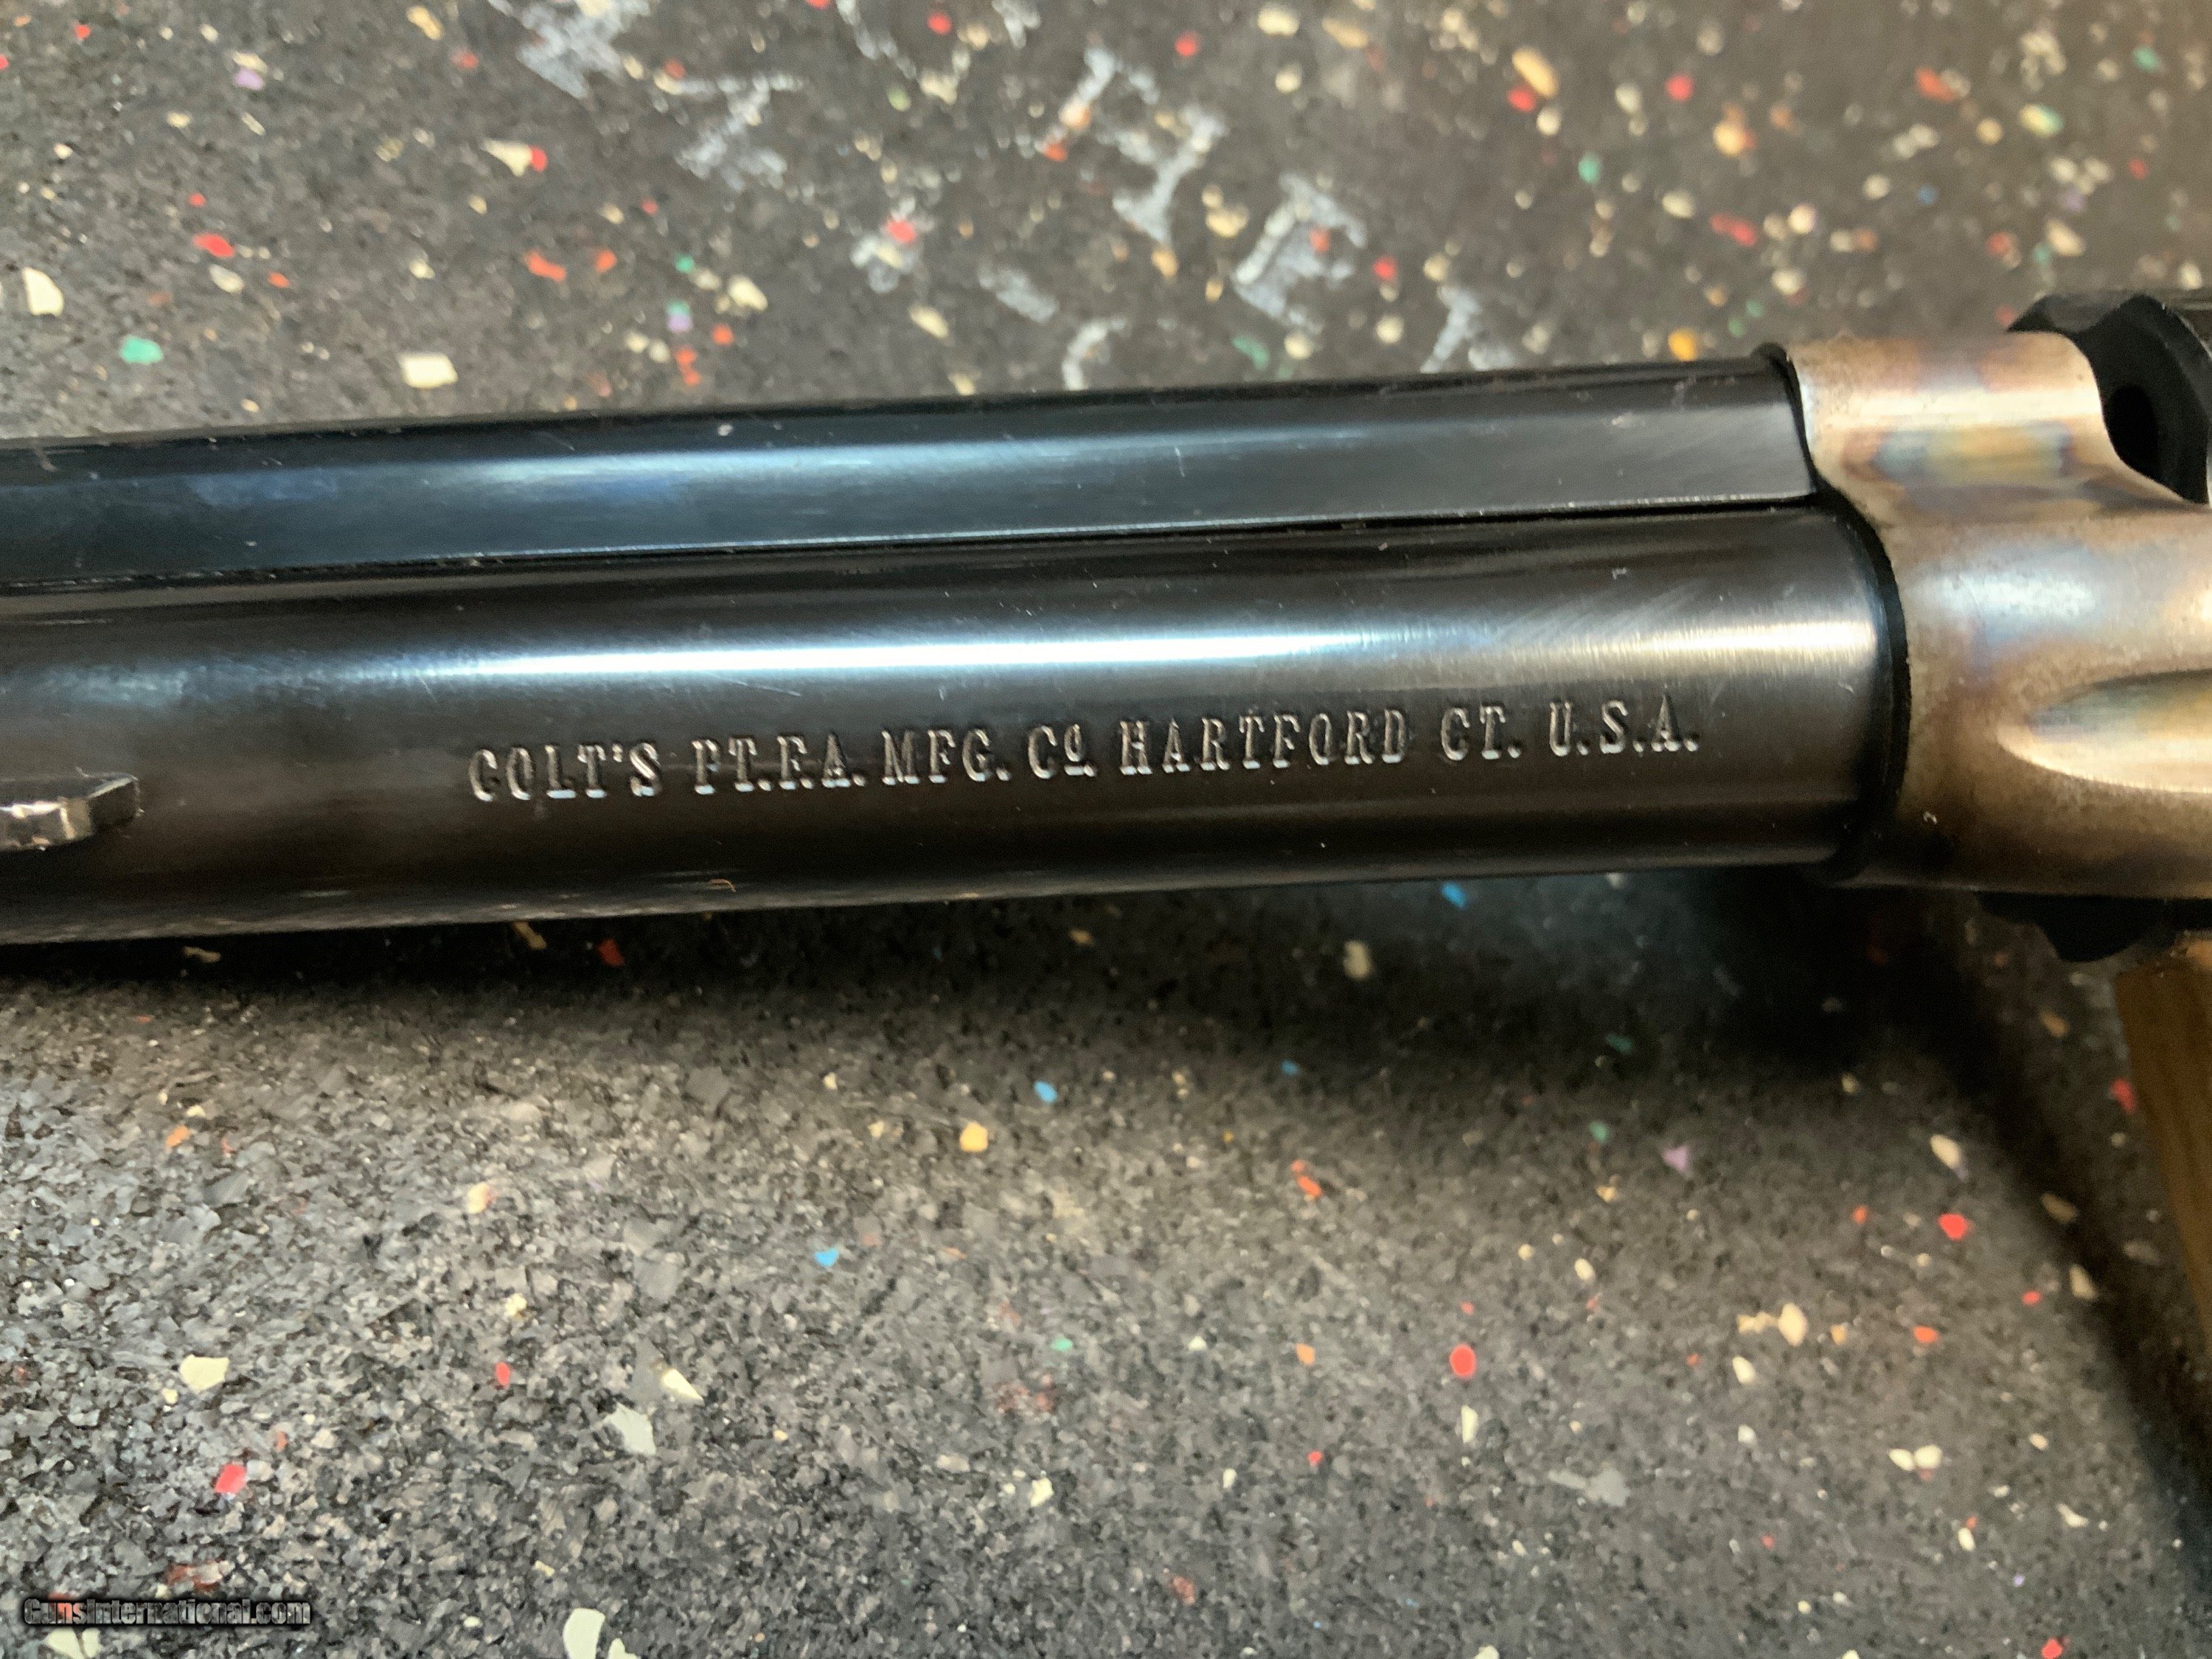 COLT'S PT.F.A. MFG. Co. HARTFORD CT. U.S.A.
GunsInternational.com